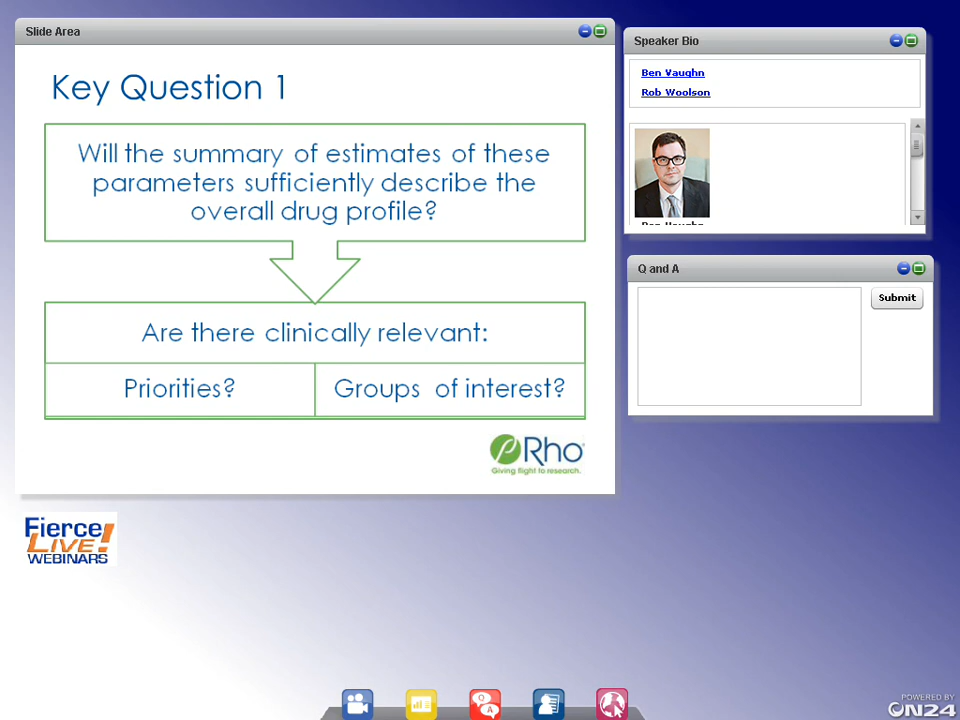 Slide Area
Key Question 1
Will the summary of estimates of these
parameters sufficiently describe the
overall drug profile?
Are there clinically relevant:
Priorities?
Groups of interest?
Rho
Giving flight to research.
Speaker Bio
Ben Vaughn
Rob Woolson
Ben Vaughn
Q and A
Submit
Fierce
LIVE!
WEBINARS
Q
A
POWERED BY
ON24